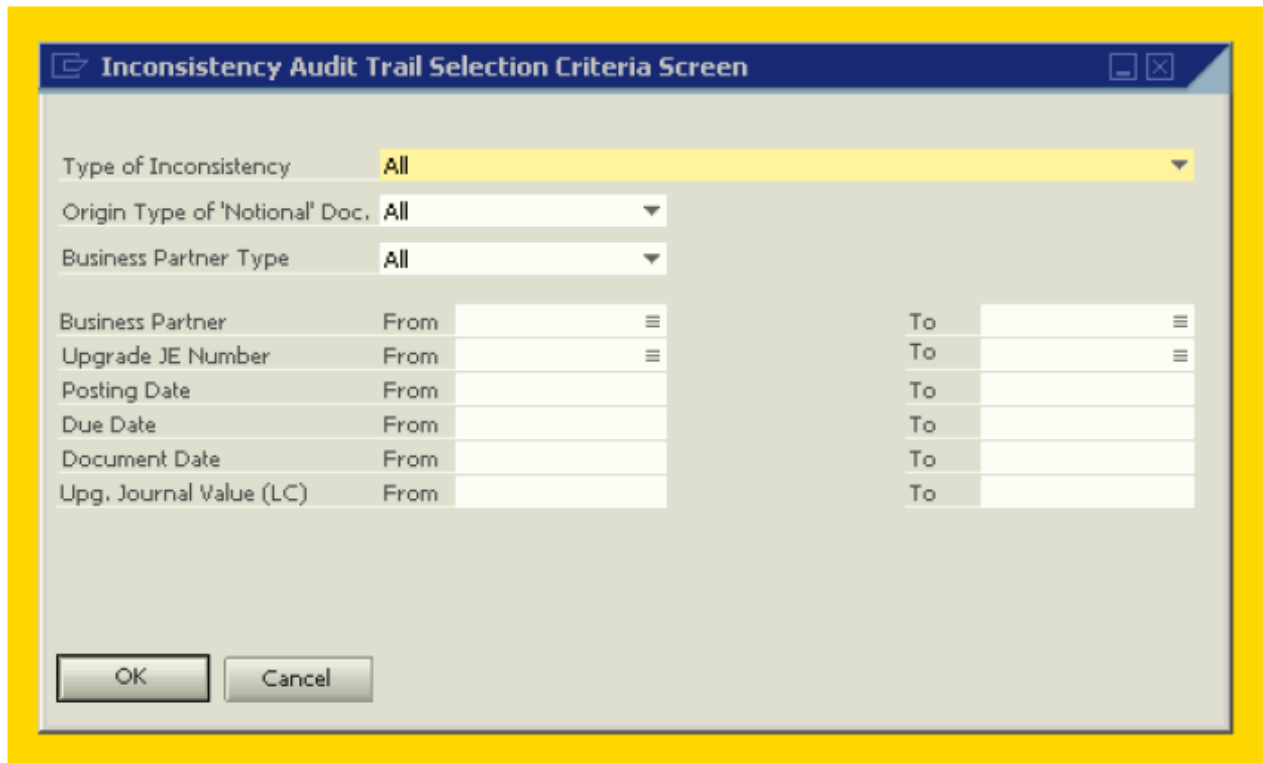 Inconsistency Audit Trail Selection Criteria Screen
Type of Inconsistency All
Origin Type of 'Notional' Doc. All
Business Partner Type All
Business Partner From To
Upgrade JE Number From To
Posting Date From To
Due Date From To
Document Date From To
Upg. Journal Value (LC) From To
OK Cancel